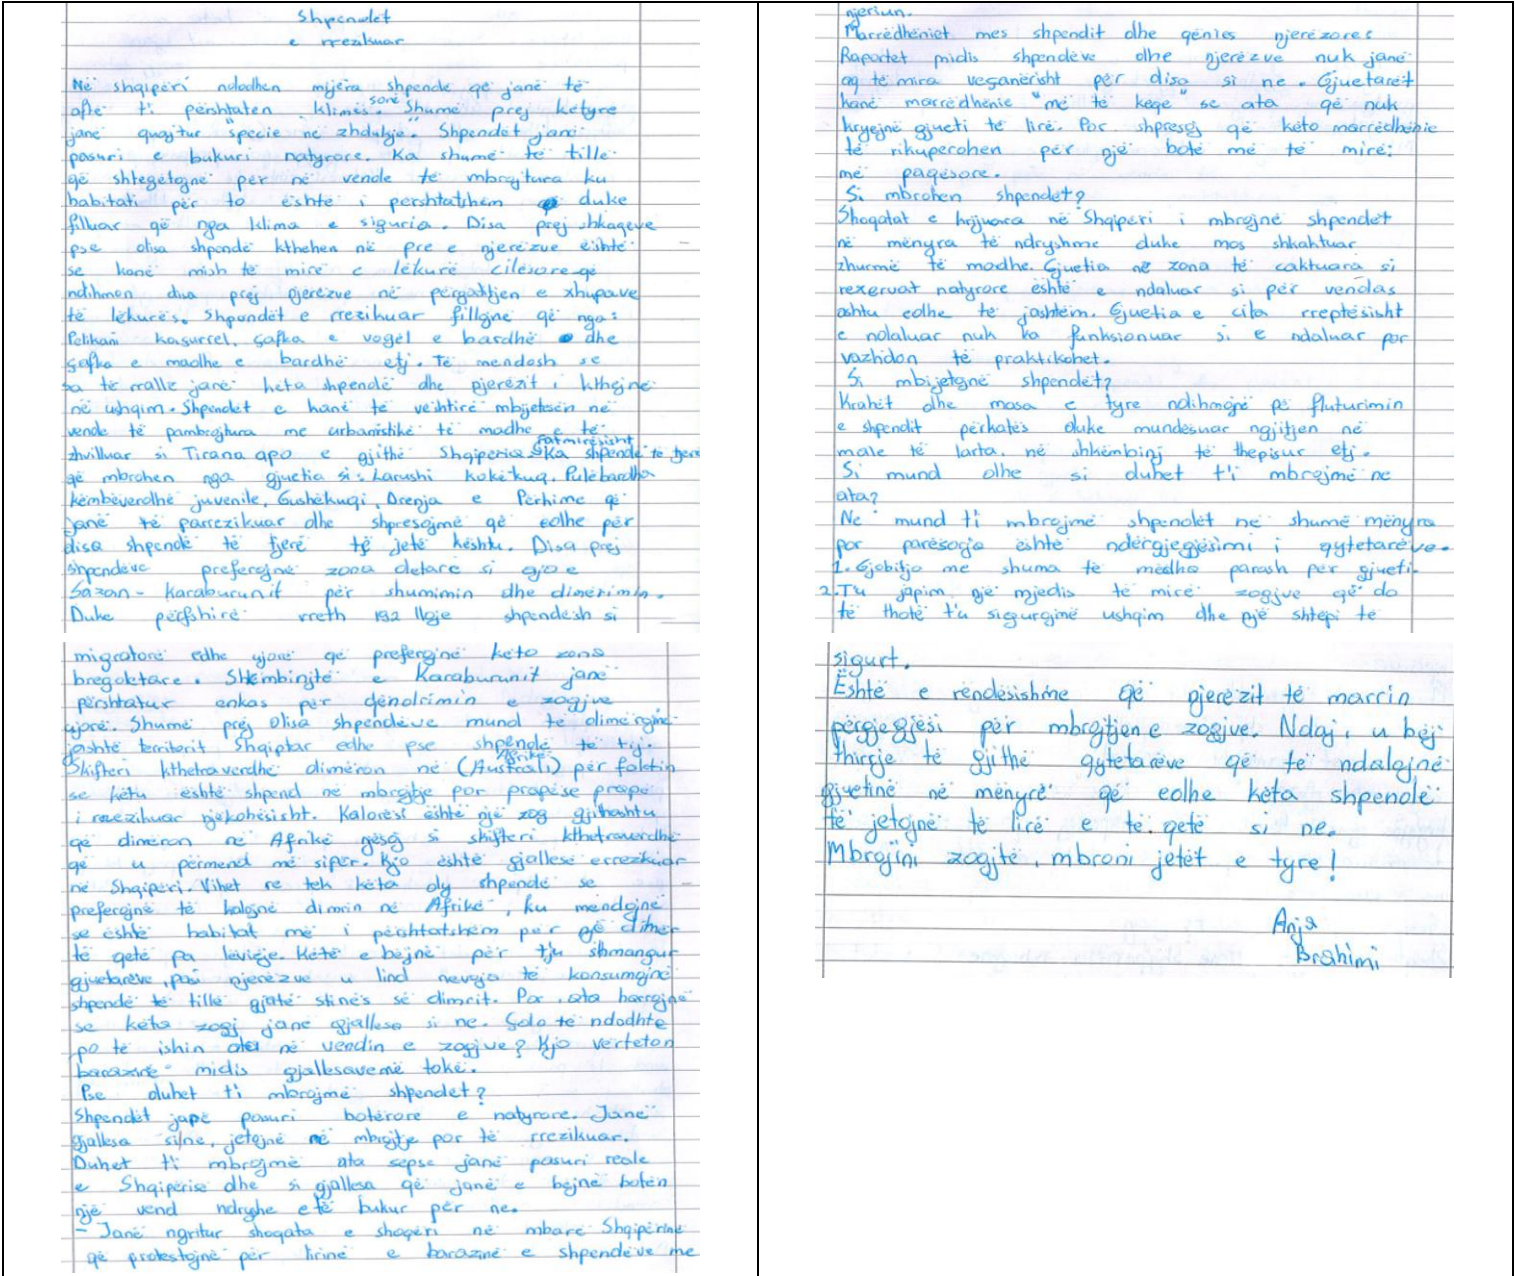 Shpendet
e rrezikuar
Në shqipëri ndodhen mijëra shpende që janë të
aftë t'i përshtaten klimës sonë. Shumë prej këtyre
janë quajtur "specie në zhdukje. Shpendët janë
pasuri e bukuri natyrore. Ka shumë të tillë
që shtegëtojnë për në vende të mbrojtura ku
habitati për to është i përshtatshëm duke
filluar që nga klima e siguria. Disa prej shkaqeve
pse disa shpendë kthehen në pre e njerëzve është
se kanë mish të mirë e lëkurë cilësore që
ndihmon disa prej njerëzve në përgatitjen e xhupave
të lëkurës. Shpendët e rrezikuar fillojnë që nga:
Pelikani kaçurrel, çafka e vogël e bardhë dhe
çafka e madhe e bardhë etj. Të mendosh se
sa të rralle janë këta shpendë dhe njerëzit i kthejnë
në ushqim. Shpendët e kanë të vështirë mbijetesën në
vende të pambrojtura me urbanistikë të madhe e të
zhvilluar si Tirana apo e gjithë Shqipëria. Fatmirësisht ka shpendë të tjerë
që mbrohen nga gjuetia si: Larushi kokëkuq, Pulëbardha
këmbëverdhë juvenile, Gushëkuqi, Drenja e Përhime që
janë të parrezikuar dhe shpresojmë që edhe për
disa shpendë të tjerë të jetë kështu. Disa prej
shpendëve preferojnë zona detare si ajo e
Sazan - Karaburunit për shumimin dhe dimërimin.
Duke përfshirë rreth 192 lloje shpendësh si
migratorë edhe ujorë që preferojnë këto zona
bregdetare. Shkëmbinjtë e Karaburunit janë
përshtatur enkas për qëndrimin e zogjve
ujorë. Shumë prej disa shpendëve mund të dimërojnë
jashtë territorit Shqiptar edhe pse shpendë të tij.
Skifteri kthetraverdhë dimëron në (Australi) Afrikë për faktin
se këtu është shpend në mbrojtje por prapëse prapë
i rrezikuar njëkohësisht. Kalorësi është një zog gjithashtu
që dimëron në Afrikë njësoj si skifteri kthetraverdhë
që u përmend më sipër. Kjo është gjallesë e rrezikuar
në Shqipëri. Vihet re tek këta dy shpendë se
preferojnë të kalojnë dimrin në Afrikë, ku mendojnë
se është habitat më i përshtatshëm për një dimër
të qetë pa lëvizje. Këtë e bëjnë për t'ju shmangur
gjuetarëve, pasi njerëzve u lind nevoja të konsumojnë
shpendë të tillë gjatë stinës së dimrit. Por, ata harrojnë
se këta zogj janë gjallesa si ne. Ç'do të ndodhte
po të ishin ata në vendin e zogjve? Kjo vërteton
barazinë midis gjallesave më tokë.
Pse duhet t'i mbrojmë shpendët?
Shpendët japë pasuri botërore e natyrore. Janë
gjallesa si ne, jetojnë në mbrojtje por të rrezikuar.
Duhet t'i mbrojmë ata sepse janë pasuri reale
e Shqipërisë dhe si gjallesa që janë e bëjnë botën
një vend ndryshe e të bukur për ne.
- Janë ngritur shoqata e shoqëri në mbarë Shqipërinë
që protestojnë për lirinë e barazinë e shpendëve me
njeriun.
Marrëdhëniet mes shpendit dhe qënies njerëzore:
Raportet midis shpendëve dhe njerëzve nuk janë
aq të mira veçanërisht për disa si ne. Gjuetarët
kanë marrëdhënie "më të këqe" se ata që nuk
kryejnë gjueti të lirë. Por shpresoj që këto marrëdhënie
të rikuperohen për një botë më të mirë:
më paqësore.
Si mbrohen shpendët?
Shoqatat e krijuara në Shqipëri i mbrojnë shpendët
në mënyra të ndryshme duke mos shkaktuar
zhurmë të madhe. Gjuetia në zona të caktuara si
rezervat natyrore është e ndaluar si për vendas
ashtu edhe të jashtëm. Gjuetia e cila rreptësisht
e ndaluar nuk ka funksionuar si e ndaluar por
vazhdon të praktikohet.
Si mbijetojnë shpendët?
Krahët dhe masa e tyre ndihmojnë në fluturimin
e shpendit përkatës duke mundësuar ngjitjen në
male të larta, në shkëmbinj të thepisur etj.
Si mund dhe si duhet t'i mbrojmë ne
ata?
Ne mund t'i mbrojmë shpendët në shumë mënyra
por parësorja është ndërgjegjësimi i qytetarëve.
1. Gjobitja me shuma të mëdha parash për gjueti.
2. T'u japim një mjedis të mirë zogjve që do
të thotë t'u sigurojmë ushqim dhe një shtëpi të
sigurt.
Është e rëndësishme që njerëzit të marrin
përgjegjësi për mbrojtjen e zogjve. Ndaj, u bëj
thirrje të gjithë qytetarëve që të ndalojnë
gjuetinë në mënyrë që edhe këta shpendë
të jetojnë të lirë e të qetë si ne.
Mbrojini zogjtë, mbroni jetët e tyre!
Anja
Brahimi